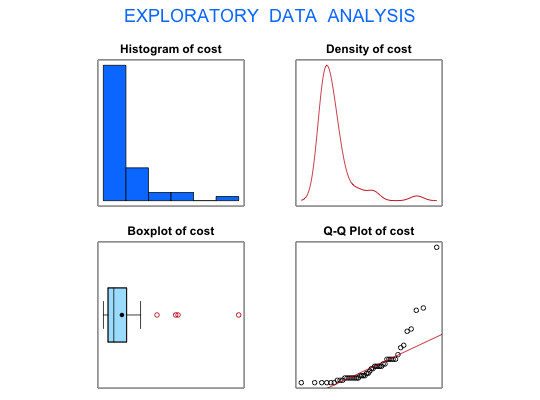 EXPLORATORY DATA ANALYSIS
Histogram of cost
Density of cost
Boxplot of cost
Q-Q Plot of cost